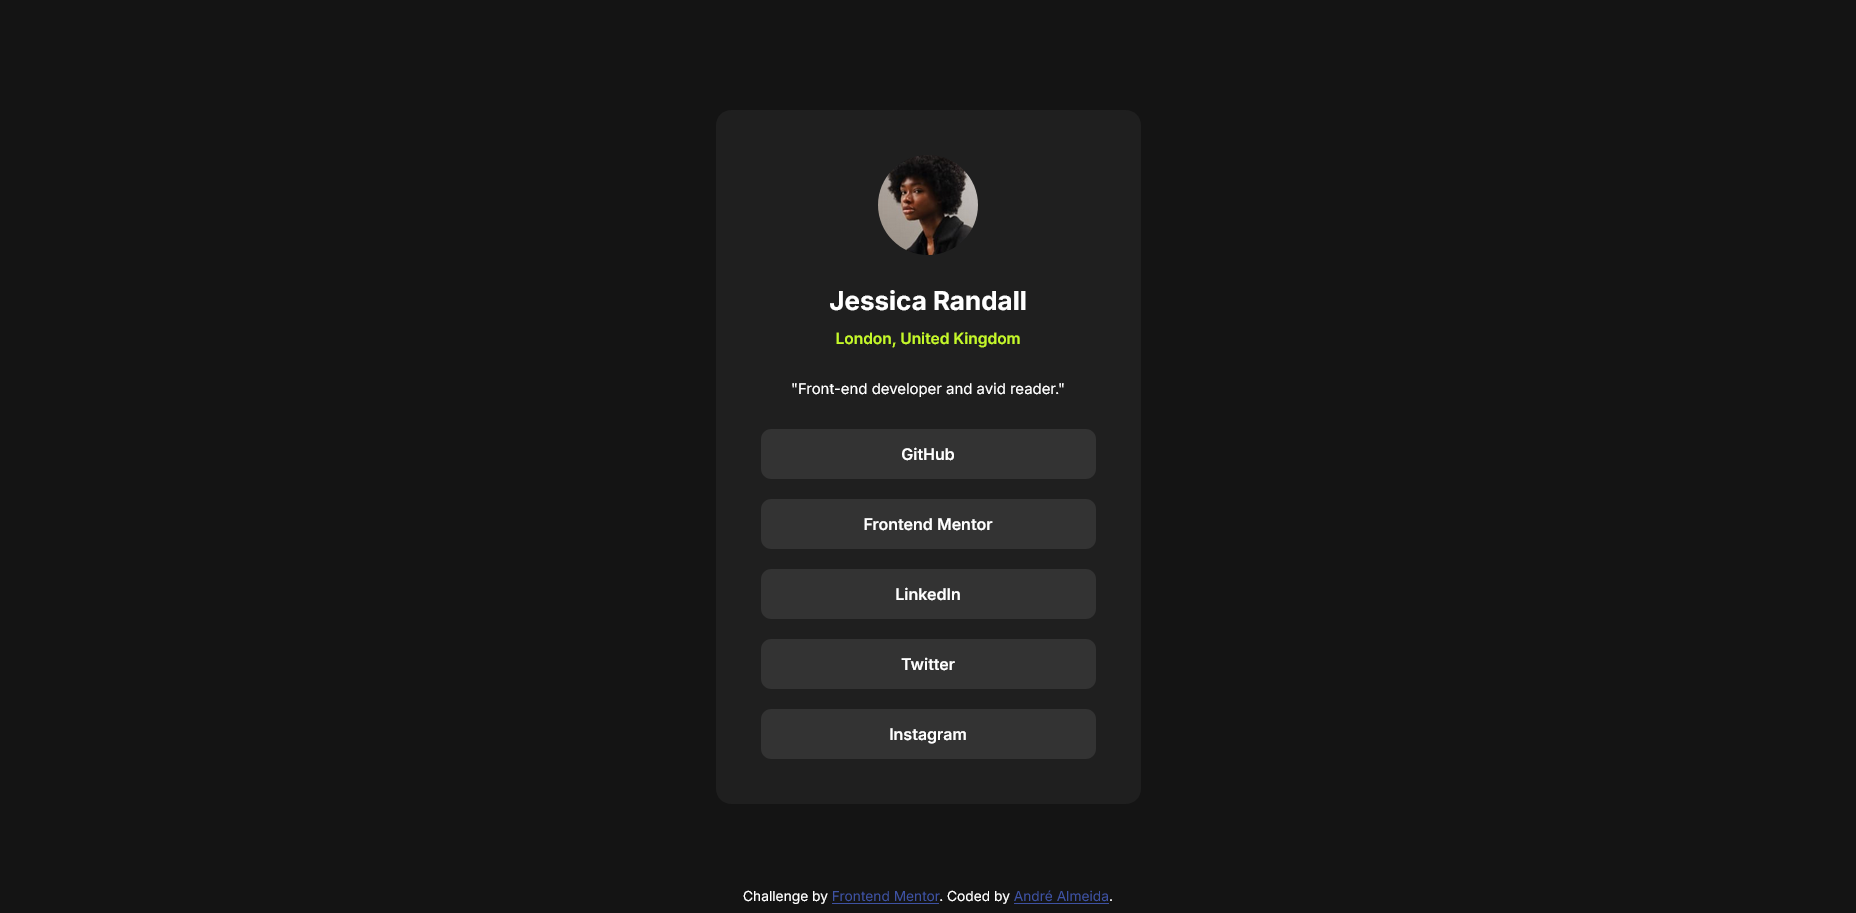 Jessica Randall
London, United Kingdom
"Front-end developer and avid reader."
GitHub
Frontend Mentor
LinkedIn
Twitter
Instagram
Challenge by Frontend Mentor. Coded by André Almeida.